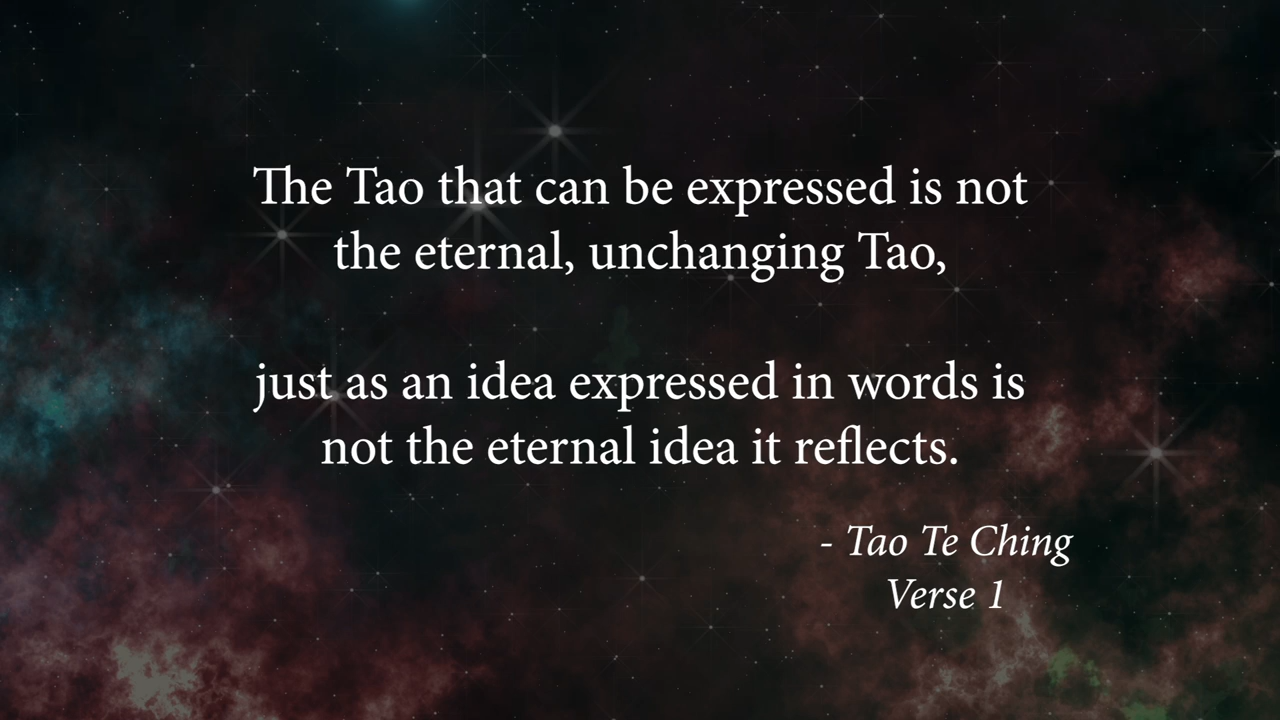 The Tao that can be expressed is not
the eternal, unchanging Tao,
just as an idea expressed in words is
not the eternal idea it reflects.
- Tao Te Ching
Verse 1